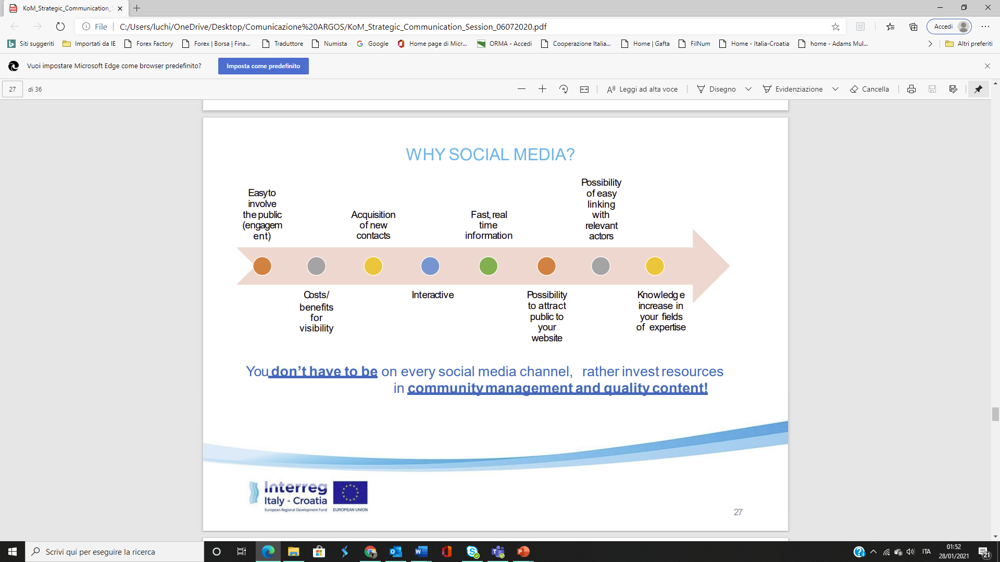 KoM_Strategic_Communication_
File
C:/Users/luchi/OneDrive/Desktop/Comunicazione%20ARGOS/KoM_Strategic_Communication_Session_06072020.pdf
Accedi
Siti suggeriti
Importati da IE
Forex Factory
Forex | Borsa | Fina...
Traduttore
Numista
Google
Home page di Micr...
ORMA - Accedi
Cooperazione Italia...
Home | Gafta
FilNum
Home - Italia-Croatia
home - Adams Mul...
Altri preferiti
Vuoi impostare Microsoft Edge come browser predefinito?
Imposta come predefinito
27
di 36
Leggi ad alta voce
Disegno
Evidenziazione
Cancella
WHY SOCIAL MEDIA?
Easy to
involve
the public
(engagem
ent)
Costs/
benefits
for
visibility
Acquisition
of new
contacts
Interactive
Fast, real
time
information
Possibility
to attract
public to
your
website
Possibility
of easy
linking
with
relevant
actors
Knowledg e
increase in
your fields
of expertise
You don't have to be on every social media channel, rather invest resources
in community management and quality content!
Interreg
Italy - Croatia
European Regional Development Fund
EUROPEAN UNION
27
Scrivi qui per eseguire la ricerca
ITA
01:52
28/01/2021
21